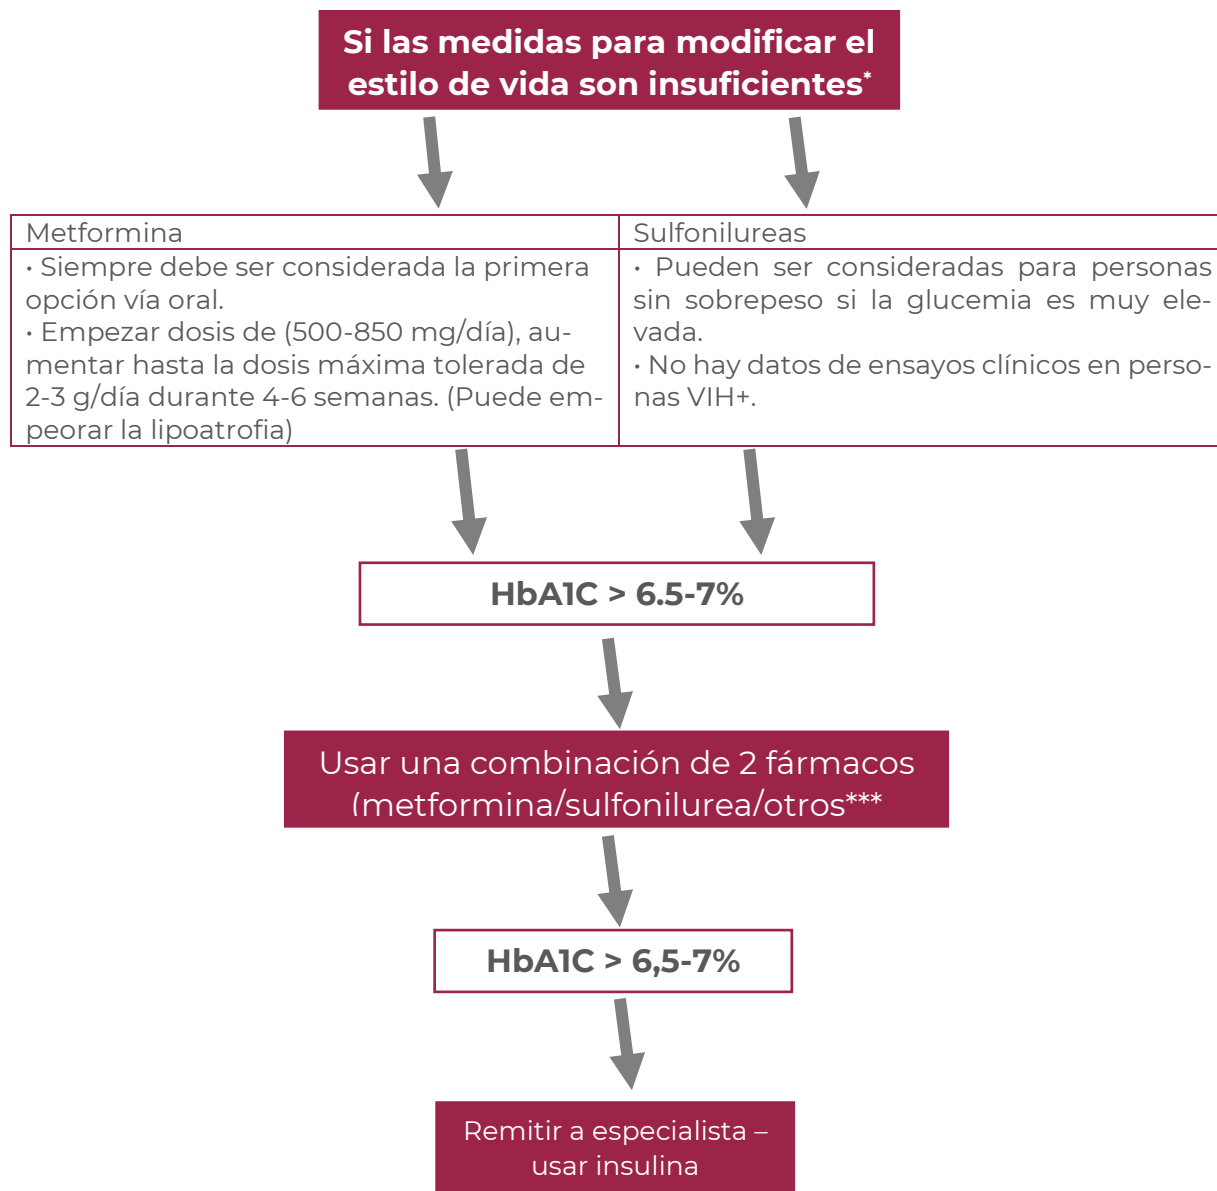 Si las medidas para modificar el
estilo de vida son insuficientes*
Metformina
• Siempre debe ser considerada la primera
opción vía oral.
• Empezar dosis de (500-850 mg/día), au-
mentar hasta la dosis máxima tolerada de
2-3 g/día durante 4-6 semanas. (Puede em-
peorar la lipoatrofia)
Sulfonilureas
• Pueden ser consideradas para personas
sin sobrepeso si la glucemia es muy ele-
vada.
• No hay datos de ensayos clínicos en perso-
nas VIH+.
HbA1C > 6.5-7%
Usar una combinación de 2 fármacos
(metformina/sulfonilurea/otros***
HbA1C > 6,5-7%
Remitir a especialista –
usar insulina